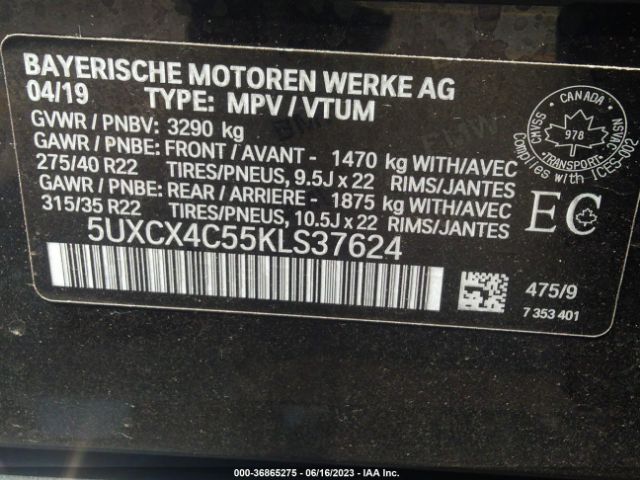 BAYERISCHE MOTOREN WERKE AG
04/19 TYPE: MPV / VTUM
GVWR / PNBV: 3290 kg
GAWR / PNBE: FRONT / AVANT - 1470 kg WITH/AVEC
275/40 R22 TIRES/PNEUS, 9.5J x 22 RIMS/JANTES
GAWR / PNBE: REAR / ARRIERE - 1875 kg WITH/AVEC
315/35 R22 TIRES/PNEUS, 10.5J x 22 RIMS/JANTES
5UXCX4C55KLS37624
CANADA
CMVSS
NSVAC
978
TRANSPORT
Complies with / Conforme ICES-002
EC
475/9
7 353 401
000-36865275 - 06/16/2023 - IAA Inc.